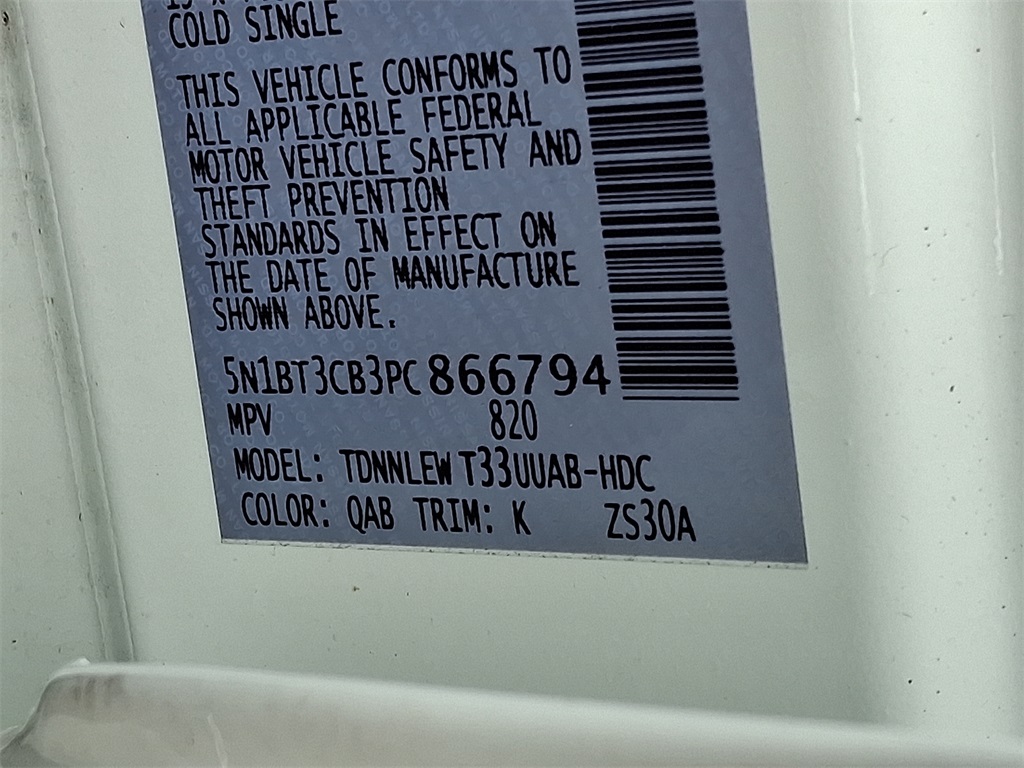 COLD SINGLE
THIS VEHICLE CONFORMS TO
ALL APPLICABLE FEDERAL
MOTOR VEHICLE SAFETY AND
THEFT PREVENTION
STANDARDS IN EFFECT ON
THE DATE OF MANUFACTURE
SHOWN ABOVE.
5N1BT3CB3PC866794
MPV 820
MODEL: TDNNLEW T33UUAB-HDC
COLOR: QAB TRIM: K ZS30A